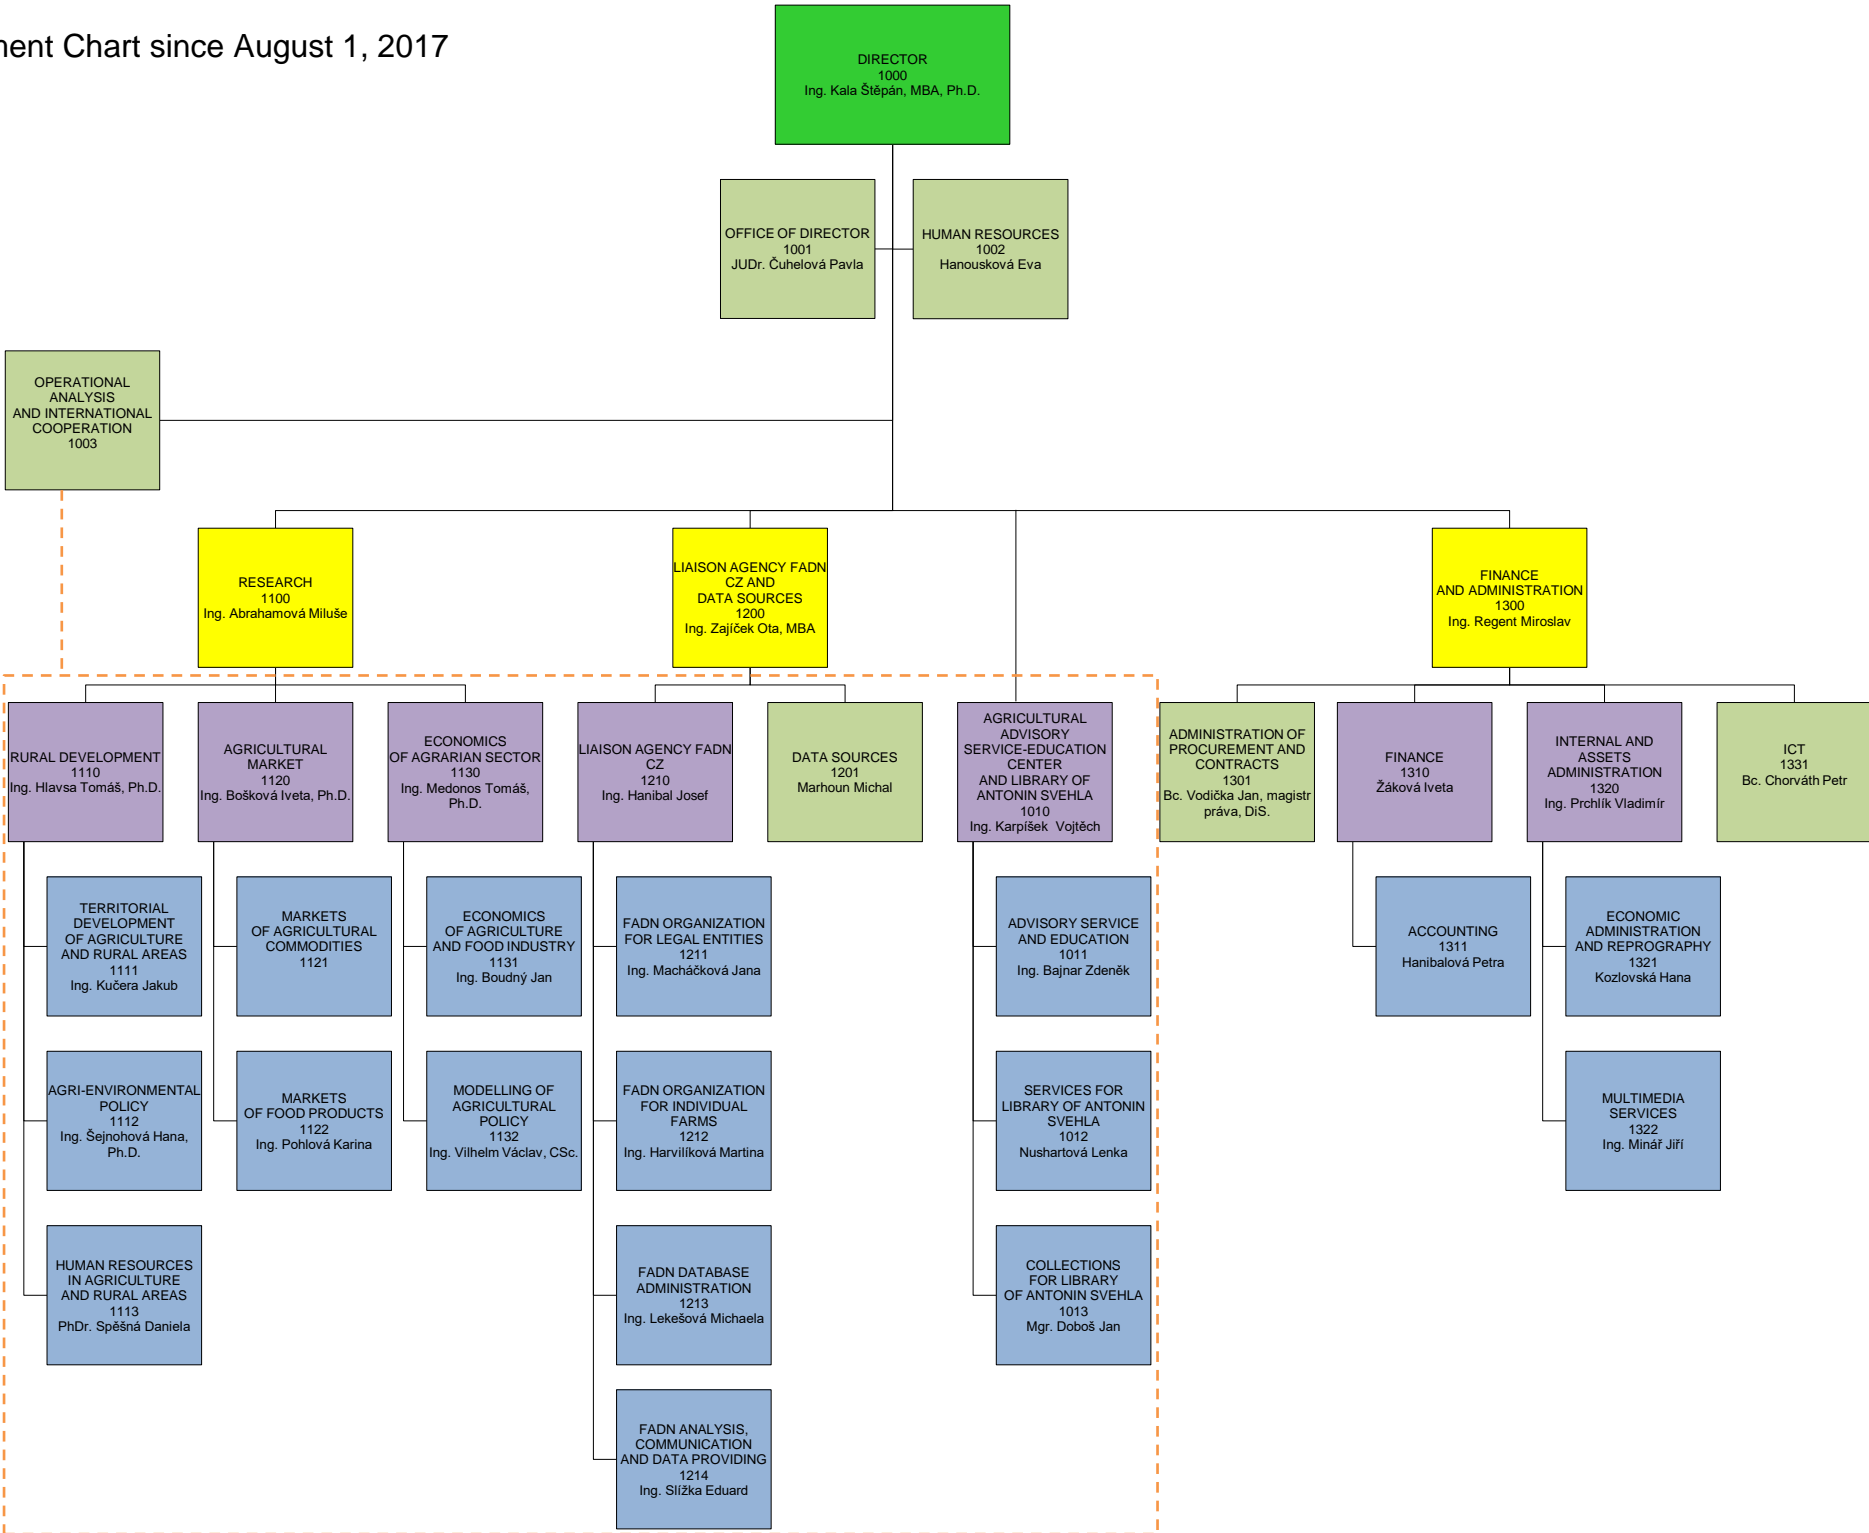 Chart since August 1, 2017
DIRECTOR
1000
Ing. Kala Štěpán, MBA, Ph.D.
OFFICE OF DIRECTOR
1001
JUDr. Čuhelová Pavla
HUMAN RESOURCES
1002
Hanousková Eva
OPERATIONAL
ANALYSIS
AND INTERNATIONAL
COOPERATION
1003
RESEARCH
1100
Ing. Abrahamová Miluše
LIAISON AGENCY FADN
CZ AND
DATA SOURCES
1200
Ing. Zajíček Ota, MBA
FINANCE
AND ADMINISTRATION
1300
Ing. Regent Miroslav
RURAL DEVELOPMENT
1110
Ing. Hlavsa Tomáš, Ph.D.
AGRICULTURAL
MARKET
1120
Ing. Bošková Iveta, Ph.D.
ECONOMICS
OF AGRARIAN SECTOR
1130
Ing. Medonos Tomáš,
Ph.D.
LIAISON AGENCY FADN
CZ
1210
Ing. Hanibal Josef
DATA SOURCES
1201
Marhoun Michal
AGRICULTURAL
ADVISORY
SERVICE-EDUCATION
CENTER
AND LIBRARY OF
ANTONIN SVEHLA
1010
Ing. Karpíšek Vojtěch
ADMINISTRATION OF
PROCUREMENT AND
CONTRACTS
1301
Bc. Vodička Jan, magistr
práva, DiS.
FINANCE
1310
Žáková Iveta
INTERNAL AND
ASSETS
ADMINISTRATION
1320
Ing. Prchlík Vladimír
ICT
1331
Bc. Chorváth Petr
TERRITORIAL
DEVELOPMENT
OF AGRICULTURE
AND RURAL AREAS
1111
Ing. Kučera Jakub
MARKETS
OF AGRICULTURAL
COMMODITIES
1121
ECONOMICS
OF AGRICULTURE
AND FOOD INDUSTRY
1131
Ing. Boudný Jan
FADN ORGANIZATION
FOR LEGAL ENTITIES
1211
Ing. Macháčková Jana
ADVISORY SERVICE
AND EDUCATION
1011
Ing. Bajnar Zdeněk
ACCOUNTING
1311
Hanibalová Petra
ECONOMIC
ADMINISTRATION
AND REPROGRAPHY
1321
Kozlovská Hana
AGRI-ENVIRONMENTAL
POLICY
1112
Ing. Šejnohová Hana,
Ph.D.
MARKETS
OF FOOD PRODUCTS
1122
Ing. Pohlová Karina
MODELLING OF
AGRICULTURAL
POLICY
1132
Ing. Vilhelm Václav, CSc.
FADN ORGANIZATION
FOR INDIVIDUAL
FARMS
1212
Ing. Harvilíková Martina
SERVICES FOR
LIBRARY OF ANTONIN
SVEHLA
1012
Nushartová Lenka
MULTIMEDIA
SERVICES
1322
Ing. Minář Jiří
HUMAN RESOURCES
IN AGRICULTURE
AND RURAL AREAS
1113
PhDr. Spěšná Daniela
FADN DATABASE
ADMINISTRATION
1213
Ing. Lekešová Michaela
COLLECTIONS
FOR LIBRARY
OF ANTONIN SVEHLA
1013
Mgr. Doboš Jan
FADN ANALYSIS,
COMMUNICATION
AND DATA PROVIDING
1214
Ing. Slížka Eduard